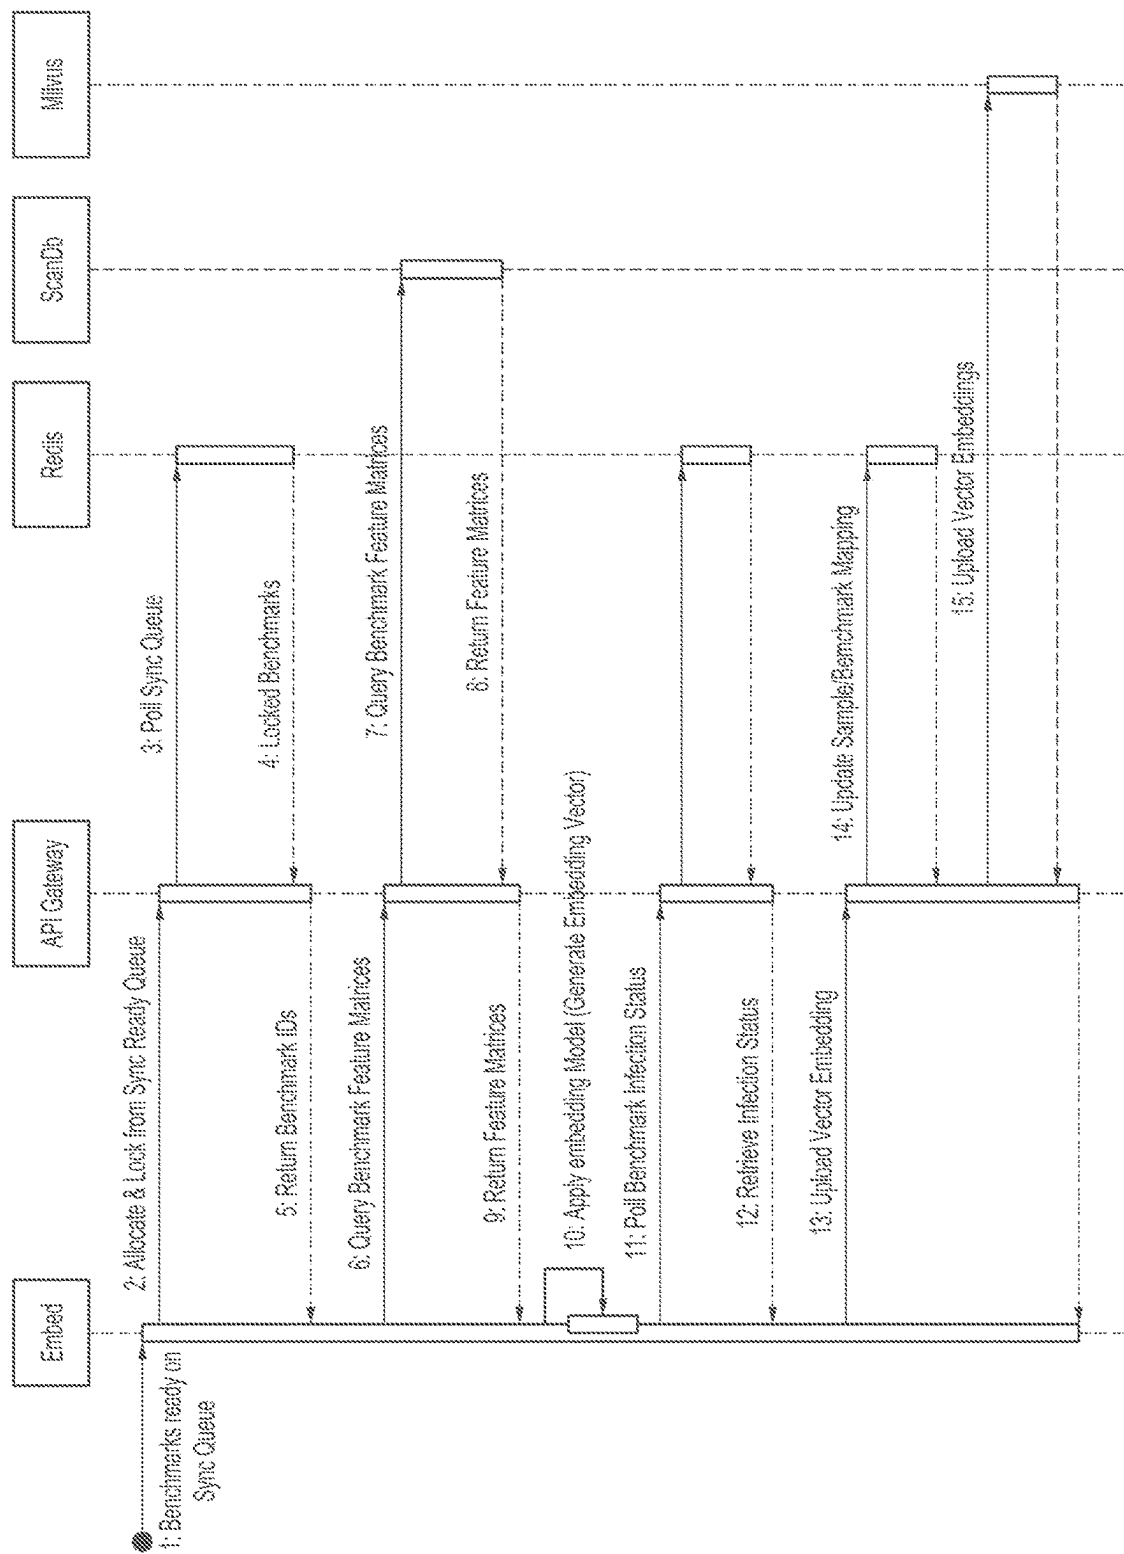 Embed
API Gateway
Redis
ScanDb
Milvus
1: Benchmarks ready on
Sync Queue
2: Allocate & Lock from Sync Ready Queue
3: Poll Sync Queue
4: Locked Benchmarks
5: Return Benchmark IDs
6: Query Benchmark Feature Matrices
7: Query Benchmark Feature Matrices
8: Return Feature Matrices
9: Return Feature Matrices
10: Apply embedding Model (Generate Embedding Vector)
11: Poll Benchmark Infection Status
12: Retrieve Infection Status
13: Upload Vector Embedding
14: Update Sample/Bemchmark Mapping
15: Upload Vector Embeddings